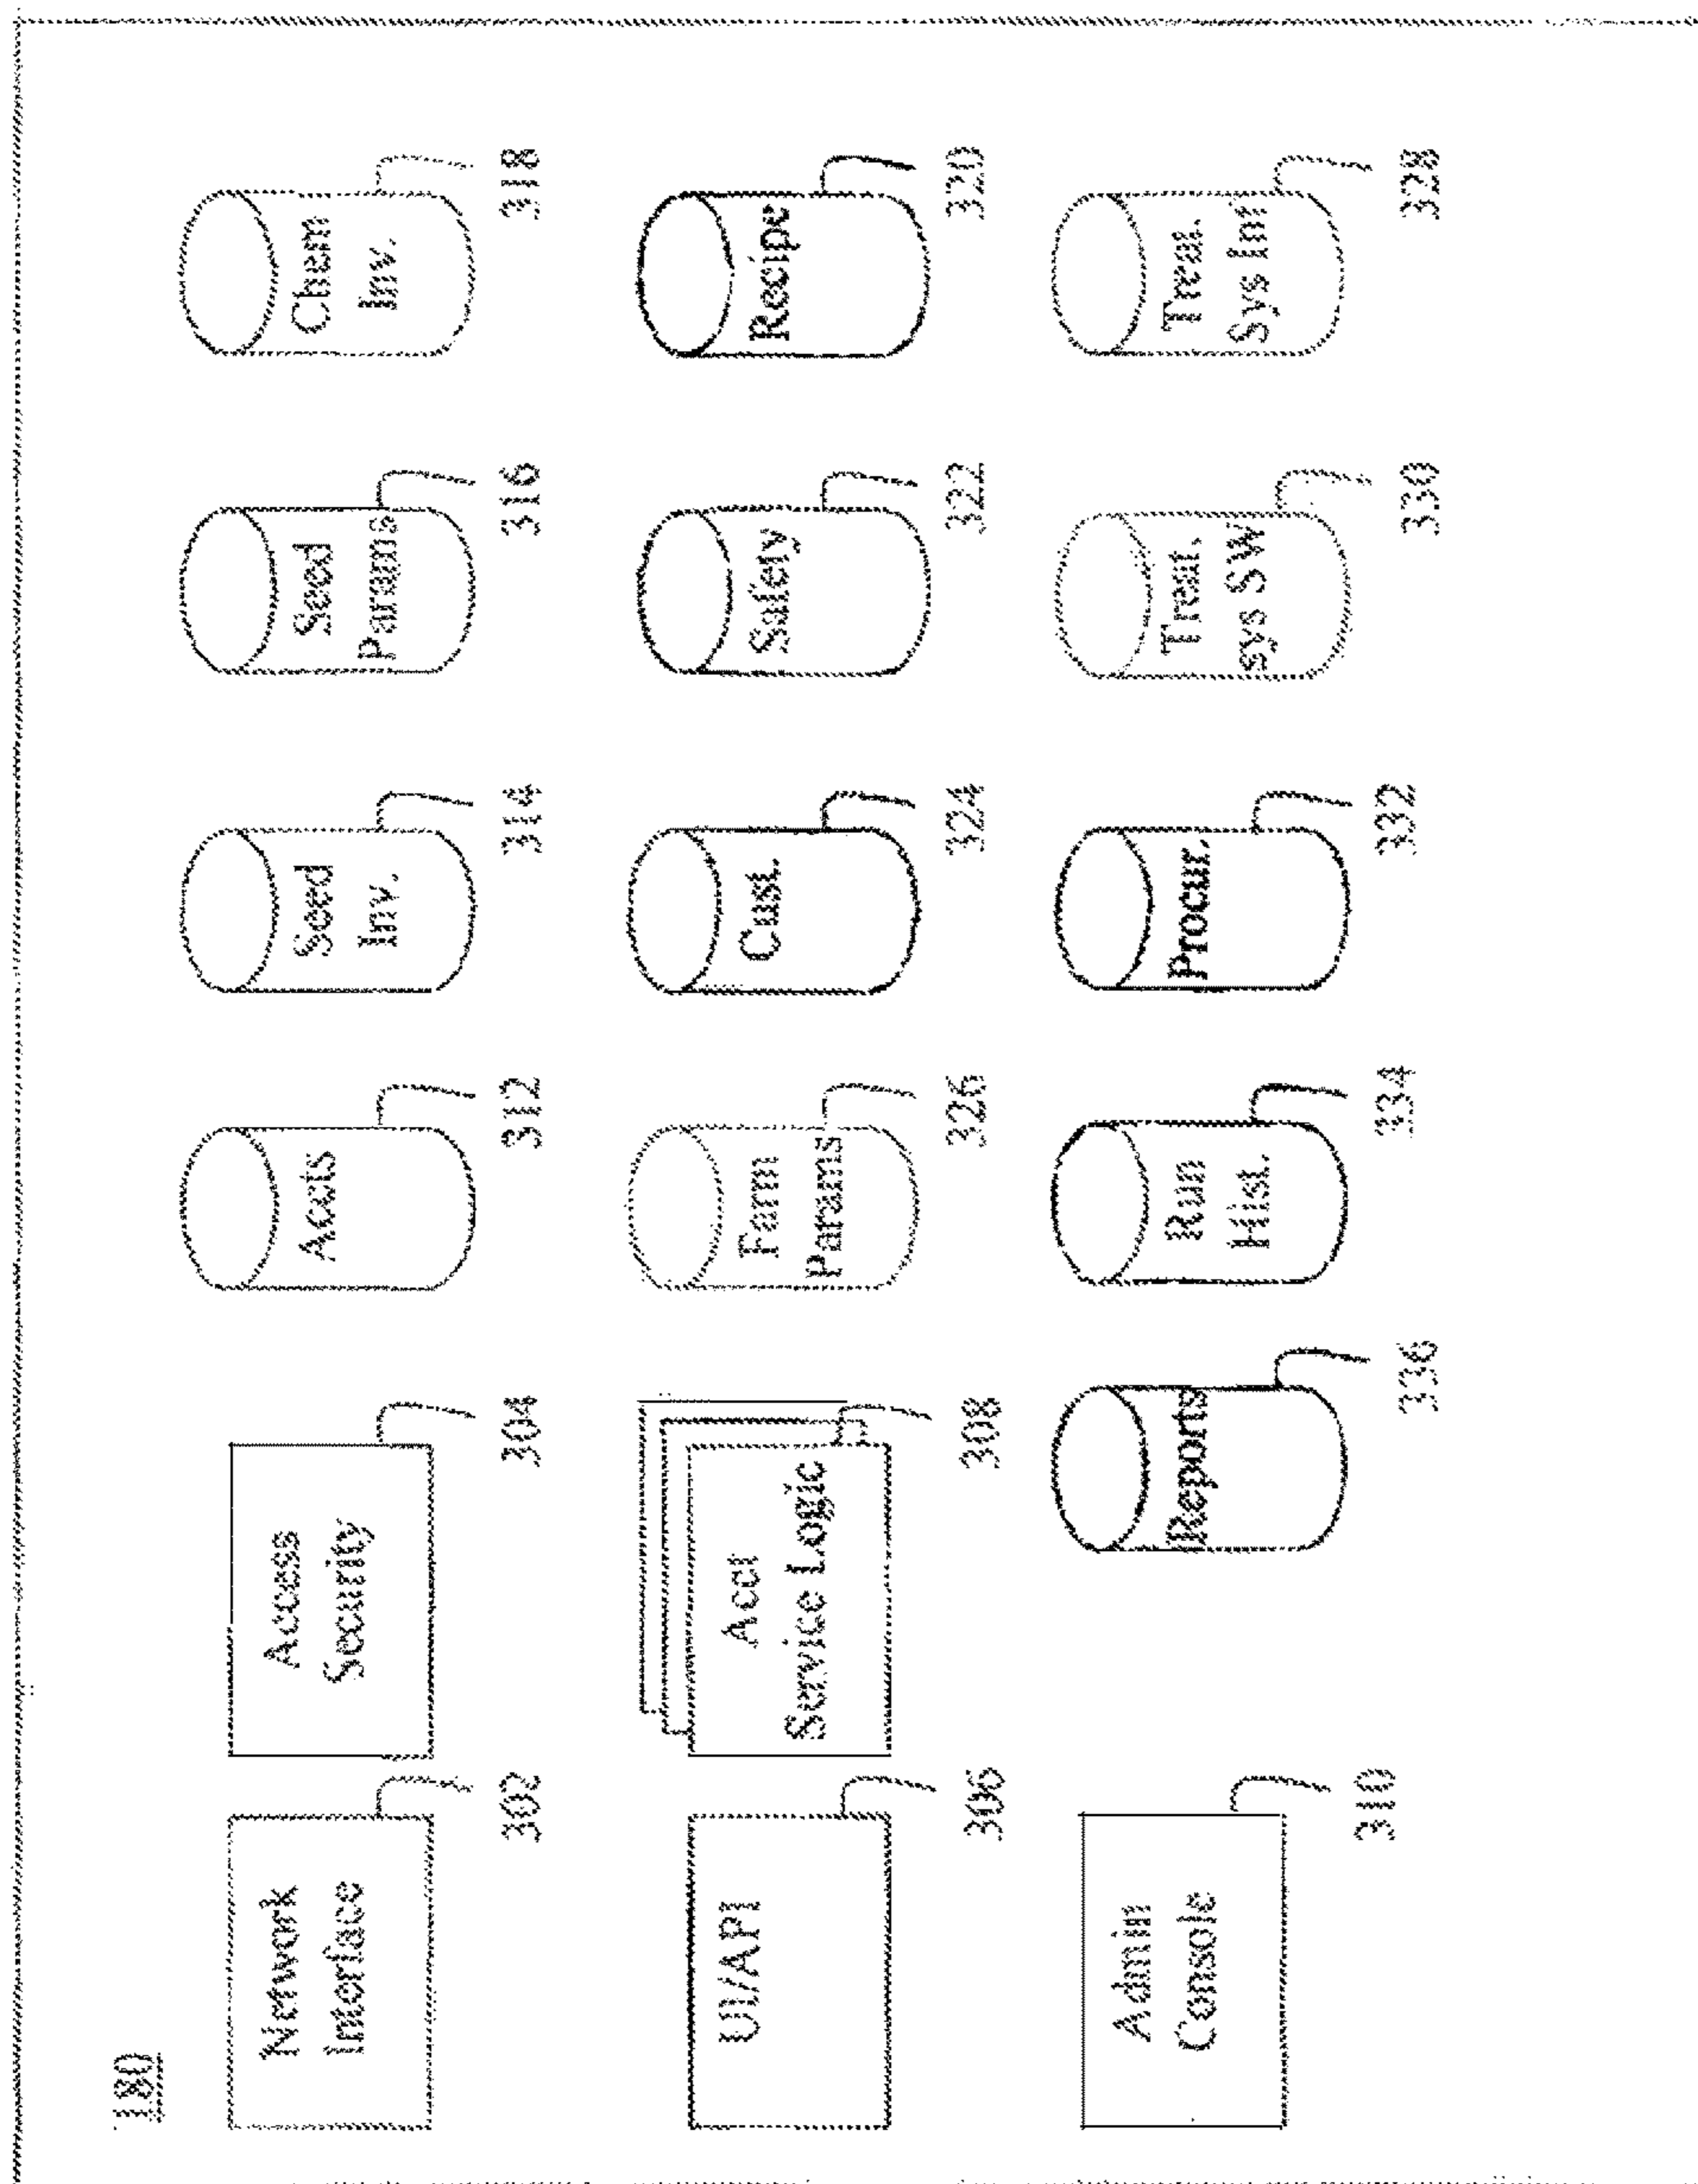 180
Network
Interface
302
Access
Security
304
Accts
312
Seed
Inv.
314
Seed
Params
316
Chem
Inv.
318
UI/API
306
Acct
Service Logic
308
Farm
Params
326
Cust.
324
Safety
322
Recipe
320
Admin
Console
310
Reports
336
Run
Hist.
334
Procur.
332
Treat.
sys SW
330
Treat.
Sys Inf
328